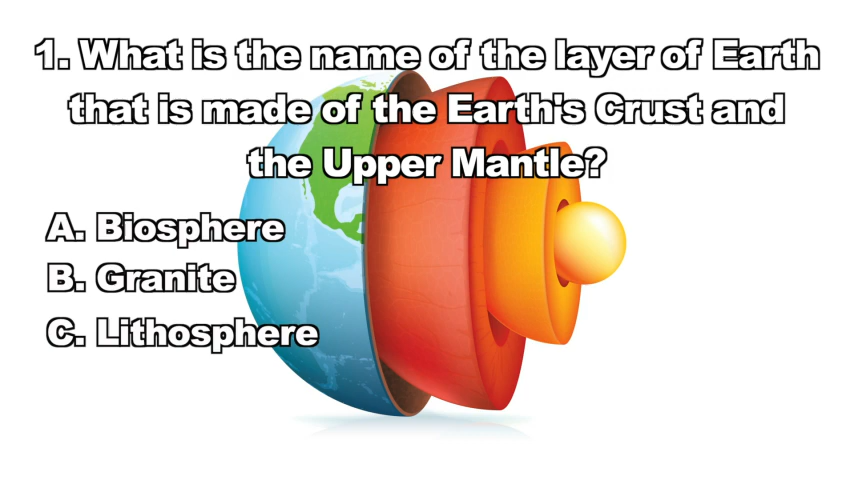 1. What is the name of the layer of Earth
that is made of the Earth's Crust and
the Upper Mantle?
A. Biosphere
B. Granite
C. Lithosphere